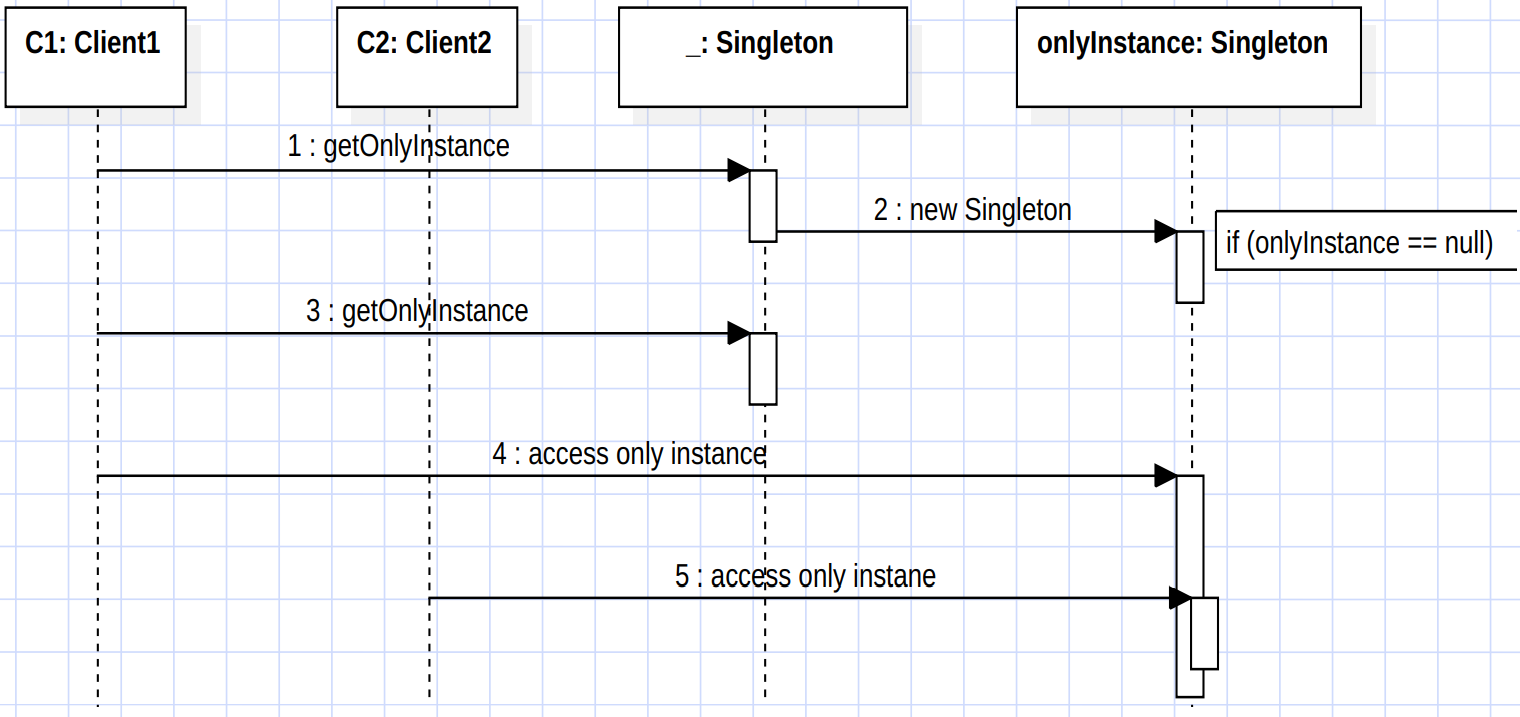 C1: Client1
C2: Client2
_: Singleton
onlyInstance: Singleton
1 : getOnlyInstance
2 : new Singleton
if (onlyInstance == null)
3 : getOnlyInstance
4 : access only instance
5 : access only instane